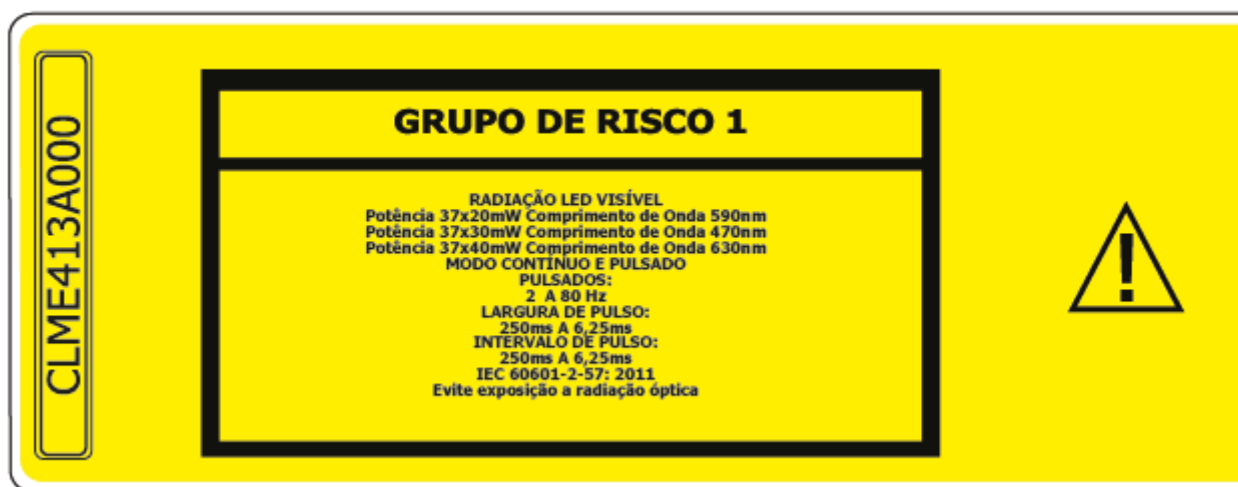 CLME413A000
GRUPO DE RISCO 1
RADIAÇÃO LED VISÍVEL
Potência 37x20mW Comprimento de Onda 590nm
Potência 37x30mW Comprimento de Onda 470nm
Potência 37x40mW Comprimento de Onda 630nm
MODO CONTÍNUO E PULSADO
PULSADOS:
2 A 80 Hz
LARGURA DE PULSO:
250ms A 6,25ms
INTERVALO DE PULSO:
250ms A 6,25ms
IEC 60601-2-57: 2011
Evite exposição a radiação óptica
!